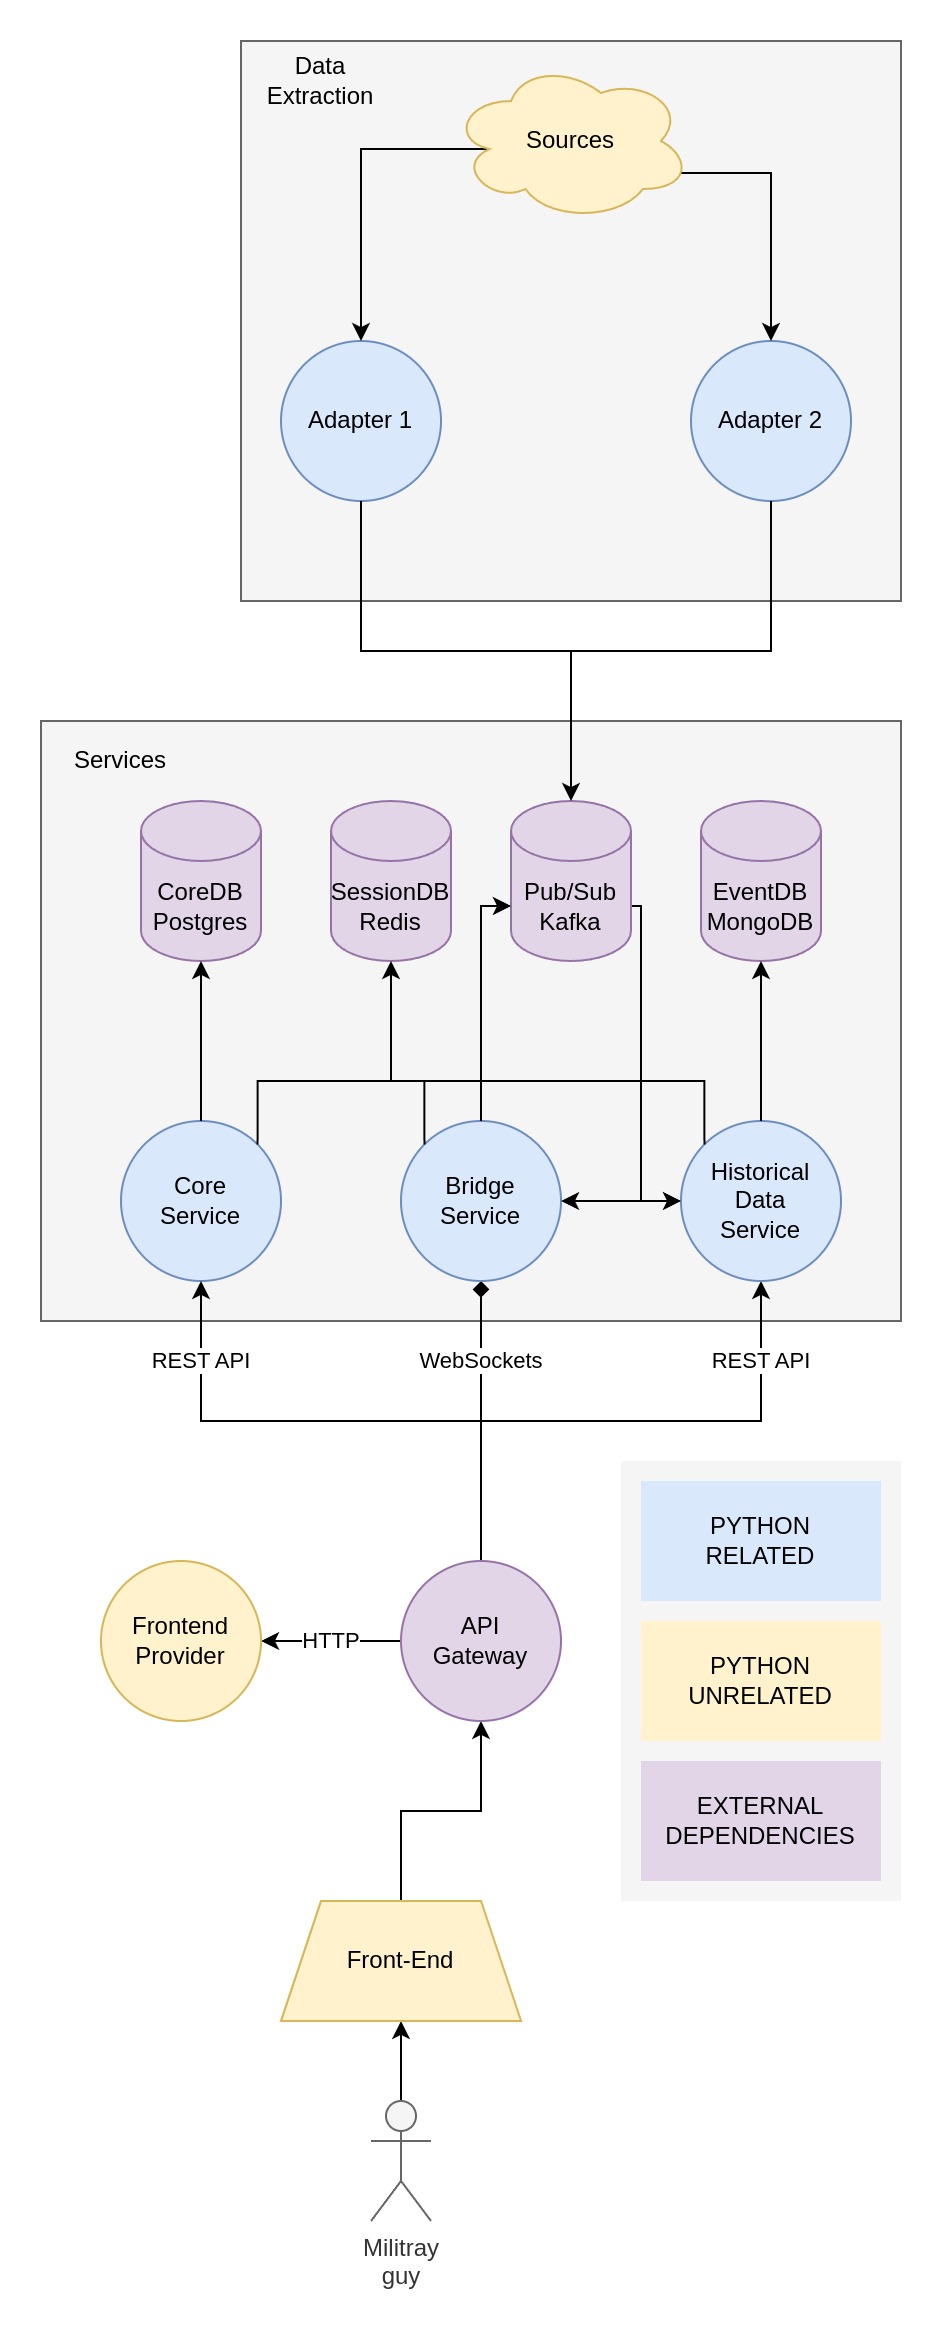 Data
Extraction
Sources
Adapter 1
Adapter 2
Services
CoreDB
Postgres
SessionDB
Redis
Pub/Sub
Kafka
EventDB
MongoDB
Core
Service
Bridge
Service
Historical
Data
Service
REST API
WebSockets
REST API
PYTHON
RELATED
Frontend
Provider
HTTP
API
Gateway
PYTHON
UNRELATED
EXTERNAL
DEPENDENCIES
Front-End
Militray
guy